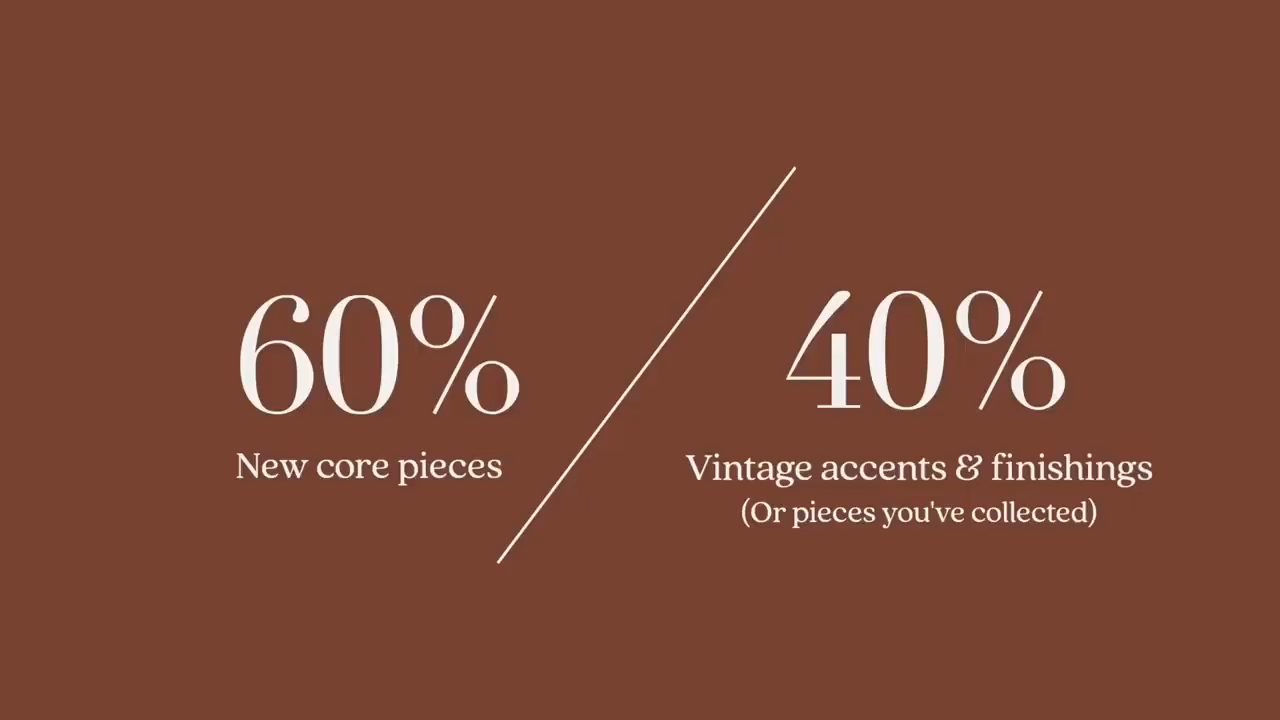 60%
New core pieces
40%
Vintage accents & finishings
(Or pieces you've collected)